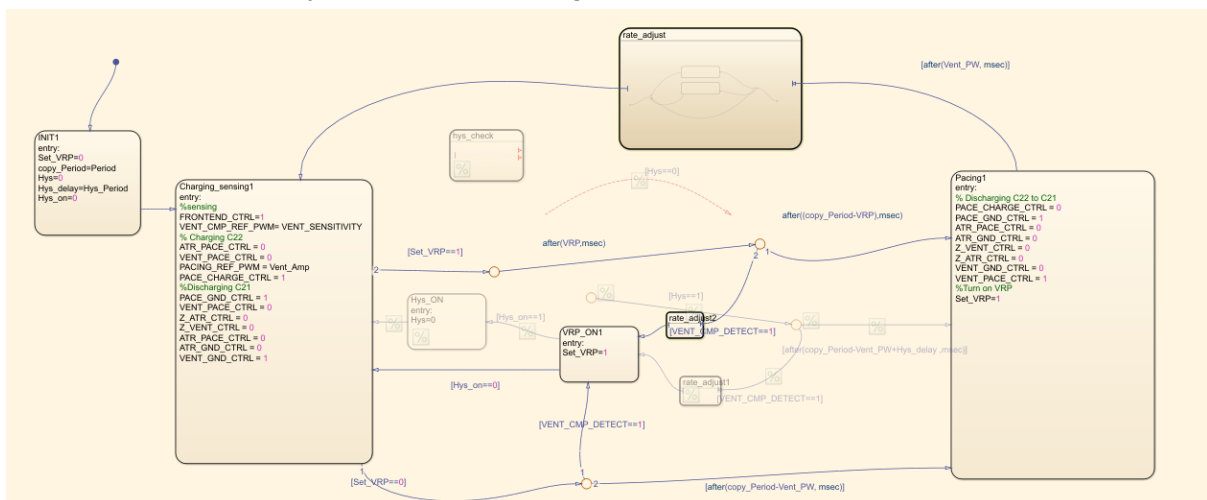 rate_adjust
[after(Vent_PW, msec)]
INIT1
entry:
Set_VRP=0
copy_Period=Period
Hys=0
Hys_delay=Hys_Period
Hys_on=0
hys_check
Charging_sensing1
entry:
%sensing
FRONTEND_CTRL=1
VENT_CMP_REF_PWM= VENT_SENSITIVITY
% Charging C22
ATR_PACE_CTRL = 0
VENT_PACE_CTRL = 0
PACING_REF_PWM = Vent_Amp
PACE_CHARGE_CTRL = 1
%Discharging C21
PACE_GND_CTRL = 1
VENT_PACE_CTRL = 0
Z_ATR_CTRL = 0
Z_VENT_CTRL = 0
ATR_PACE_CTRL = 0
ATR_GND_CTRL = 0
VENT_GND_CTRL = 1
[Hys==0]
Pacing1
entry:
% Discharging C22 to C21
PACE_CHARGE_CTRL = 0
PACE_GND_CTRL = 1
ATR_PACE_CTRL = 0
ATR_GND_CTRL = 0
Z_VENT_CTRL = 0
Z_ATR_CTRL = 0
VENT_GND_CTRL = 0
VENT_PACE_CTRL = 1
%Turn on VRP
Set_VRP=1
after((copy_Period-VRP),msec)
[Set_VRP==1]
after(VRP,msec)
2
2
1
[Hys==1]
Hys_ON
entry:
Hys=0
[Hys_on==1]
rate_adjust2
[VENT_CMP_DETECT==1]
VRP_ON1
entry:
Set_VRP=1
[after(copy_Period-Vent_PW+Hys_delay ,msec)]
rate_adjust1
[VENT_CMP_DETECT==1]
[Hys_on==0]
[VENT_CMP_DETECT==1]
1
1
2
[Set_VRP==0]
[after(copy_Period-Vent_PW, msec)]